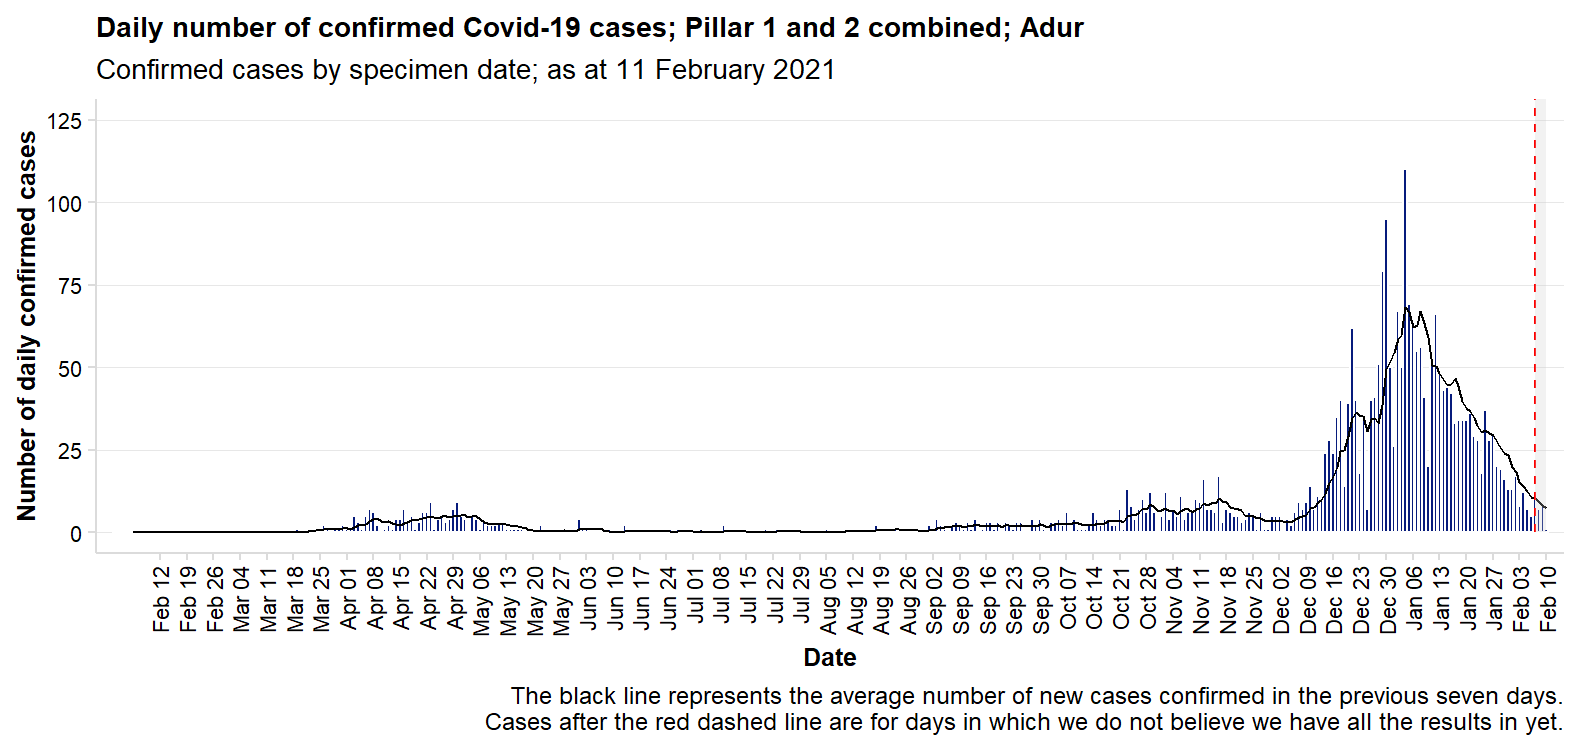 Daily number of confirmed Covid-19 cases; Pillar 1 and 2 combined; Adur
Confirmed cases by specimen date; as at 11 February 2021
Number of daily confirmed cases
125
100
75
50
25
0
Feb 12
Feb 19
Feb 26
Mar 04
Mar 11
Mar 18
Mar 25
Apr 01
Apr 08
Apr 15
Apr 22
Apr 29
May 06
May 13
May 20
May 27
Jun 03
Jun 10
Jun 17
Jun 24
Jul 01
Jul 08
Jul 15
Jul 22
Jul 29
Aug 05
Aug 12
Aug 19
Aug 26
Sep 02
Sep 09
Sep 16
Sep 23
Sep 30
Oct 07
Oct 14
Oct 21
Oct 28
Nov 04
Nov 11
Nov 18
Nov 25
Dec 02
Dec 09
Dec 16
Dec 23
Dec 30
Jan 06
Jan 13
Jan 20
Jan 27
Feb 03
Feb 10
Date
The black line represents the average number of new cases confirmed in the previous seven days.
Cases after the red dashed line are for days in which we do not believe we have all the results in yet.